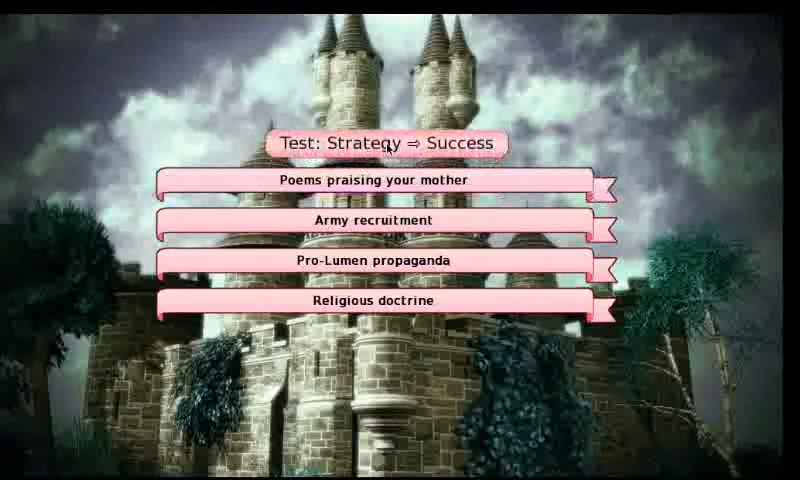 Test: Strategy ⇨ Success
Poems praising your mother
Army recruitment
Pro-Lumen propaganda
Religious doctrine